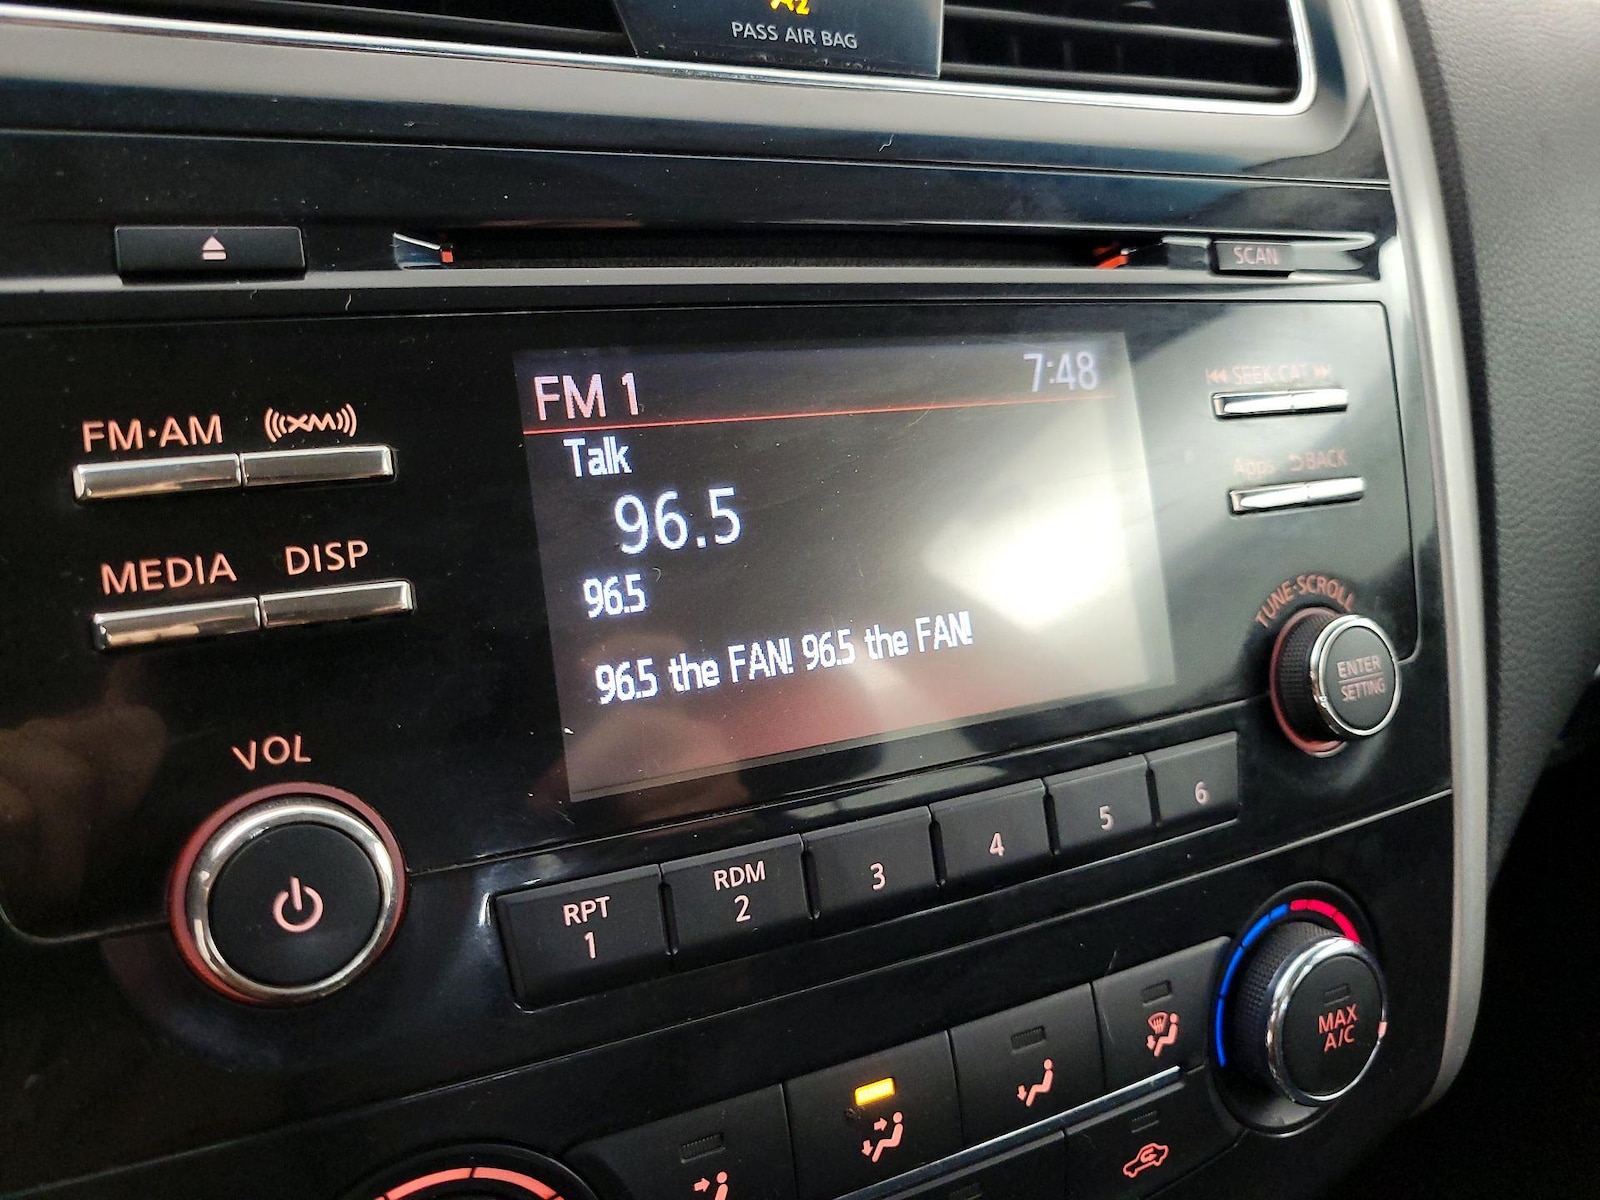 PASS AIR BAG
SCAN
FM·AM
XM
MEDIA
DISP
VOL
FM 1
7:48
Talk
96.5
96.5
96.5 the FAN! 96.5 the FAN!
SEEK·CAT
Apps
BACK
TUNE·SCROLL
ENTER
SETTING
RPT
1
RDM
2
3
4
5
6
MAX
A/C